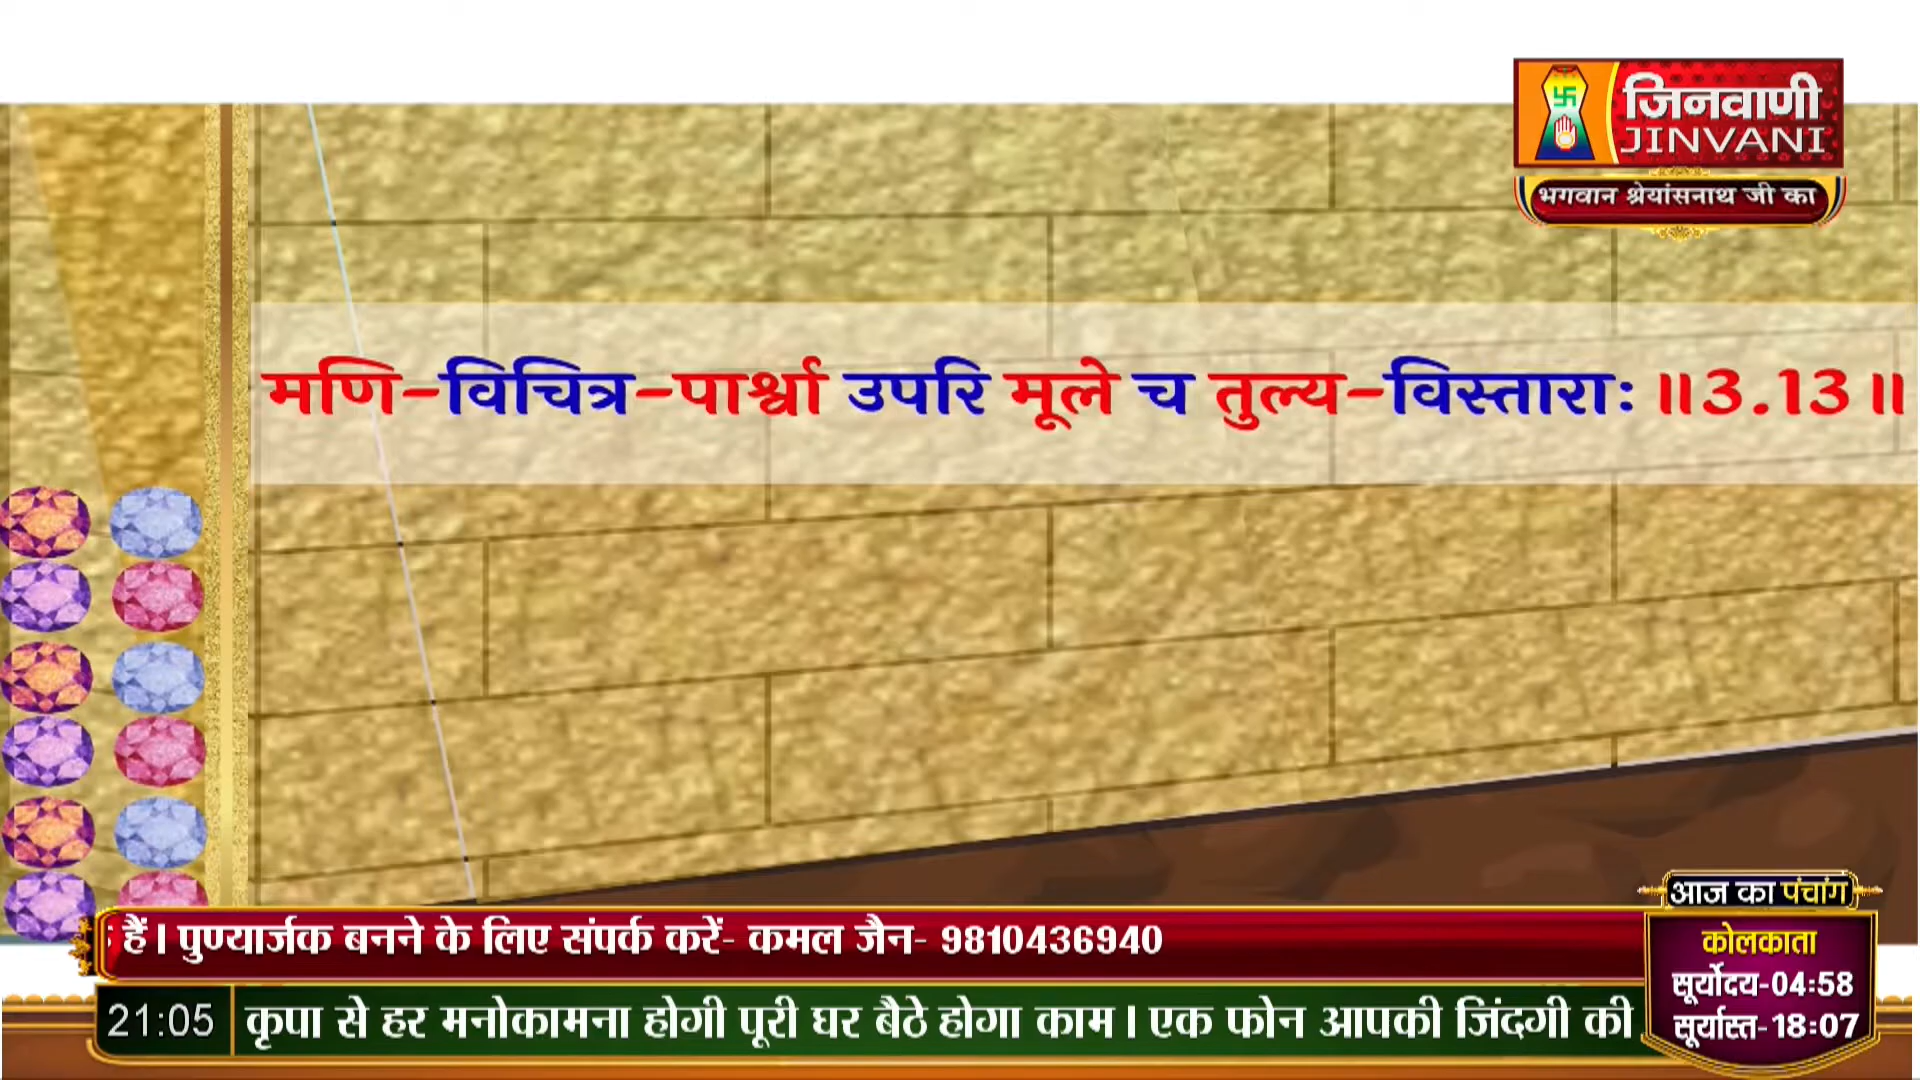 जिनवाणी
JINVANI
भगवान श्रेयांसनाथ जी का
मणि-विचित्र-पार्श्वा उपरि मूले च तुल्य-विस्ताराः ॥3.13॥
आज का पंचांग
कोलकाता
सूर्योदय-04:58
सूर्यास्त-18:07
हैं। पुण्यार्जक बनने के लिए संपर्क करें- कमल जैन- 9810436940
21:05 कृपा से हर मनोकामना होगी पूरी घर बैठे होगा काम। एक फोन आपकी जिंदगी की